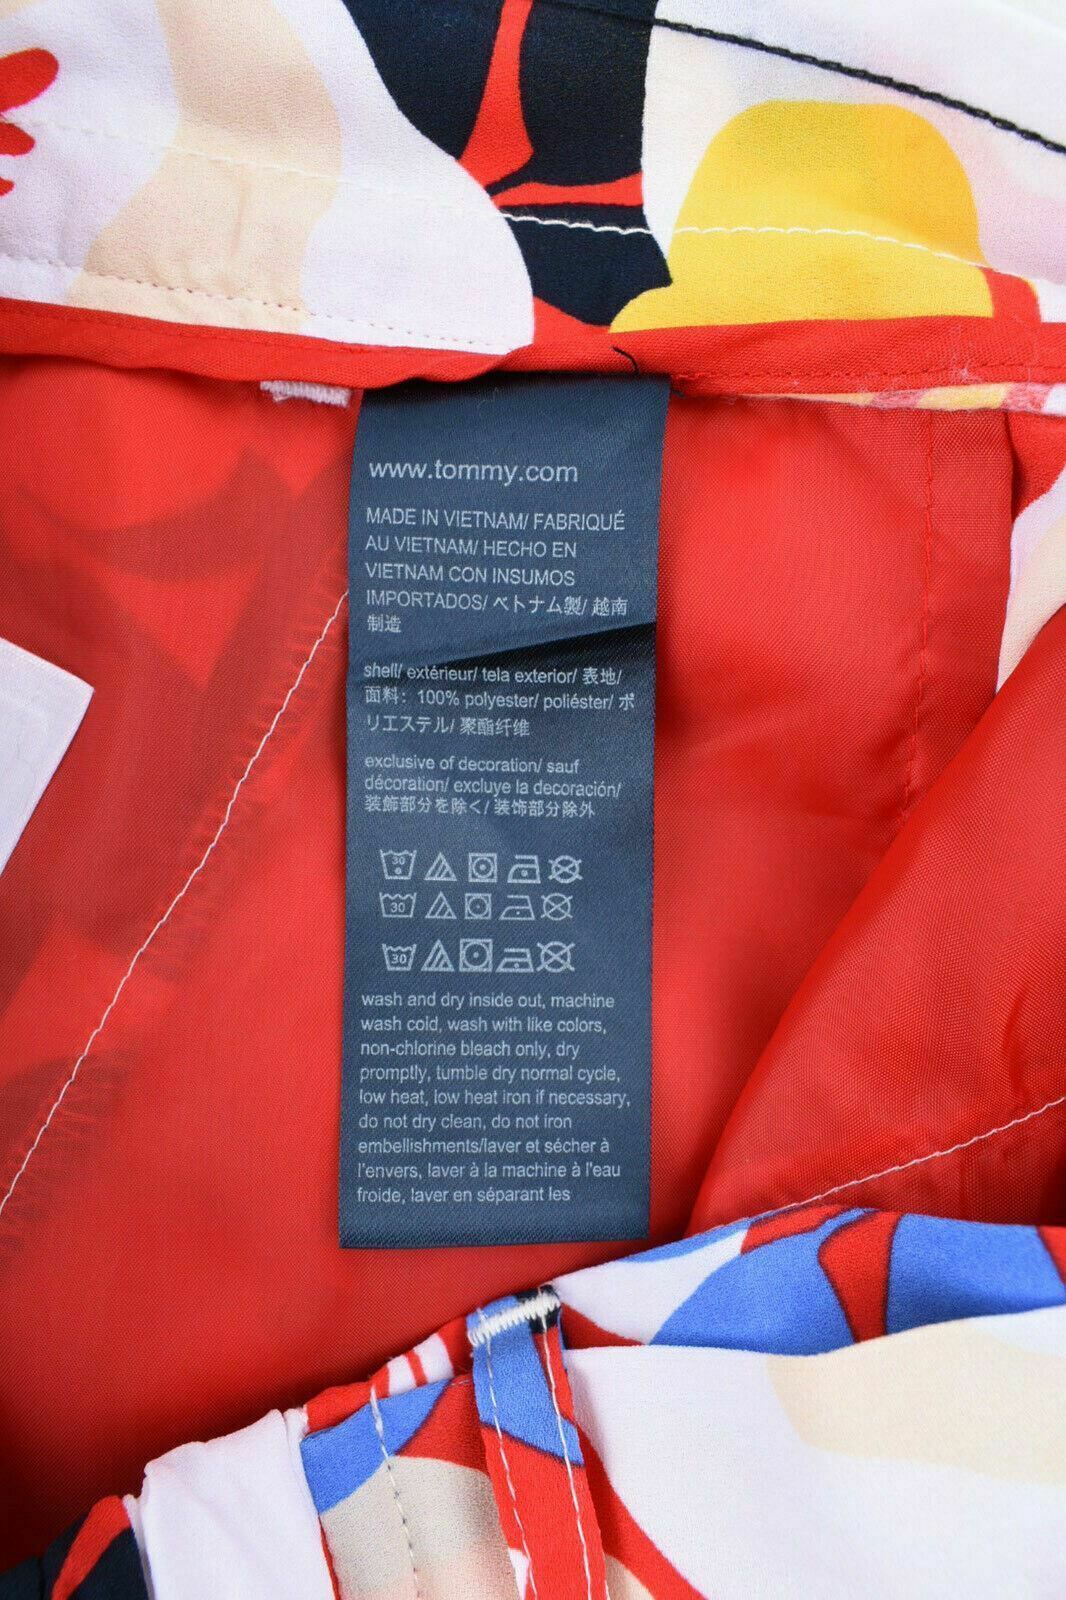 www.tommy.com
MADE IN VIETNAM/ FABRIQUÉ
AU VIETNAM/ HECHO EN
VIETNAM CON INSUMOS
IMPORTADOS/ ベトナム製/ 越南
制造
shell/ extérieur/ tela exterior/ 表地/
面料: 100% polyester/ poliéster/ ポ
リエステル/ 聚酯纤维
exclusive of decoration/ sauf
décoration/ excluye la decoración/
装飾部分を除く/ 装饰部分除外
30
30
30
wash and dry inside out, machine
wash cold, wash with like colors,
non-chlorine bleach only, dry
promptly, tumble dry normal cycle,
low heat, low heat iron if necessary,
do not dry clean, do not iron
embellishments/laver et sécher à
l'envers, laver à la machine à l'eau
froide, laver en séparant les